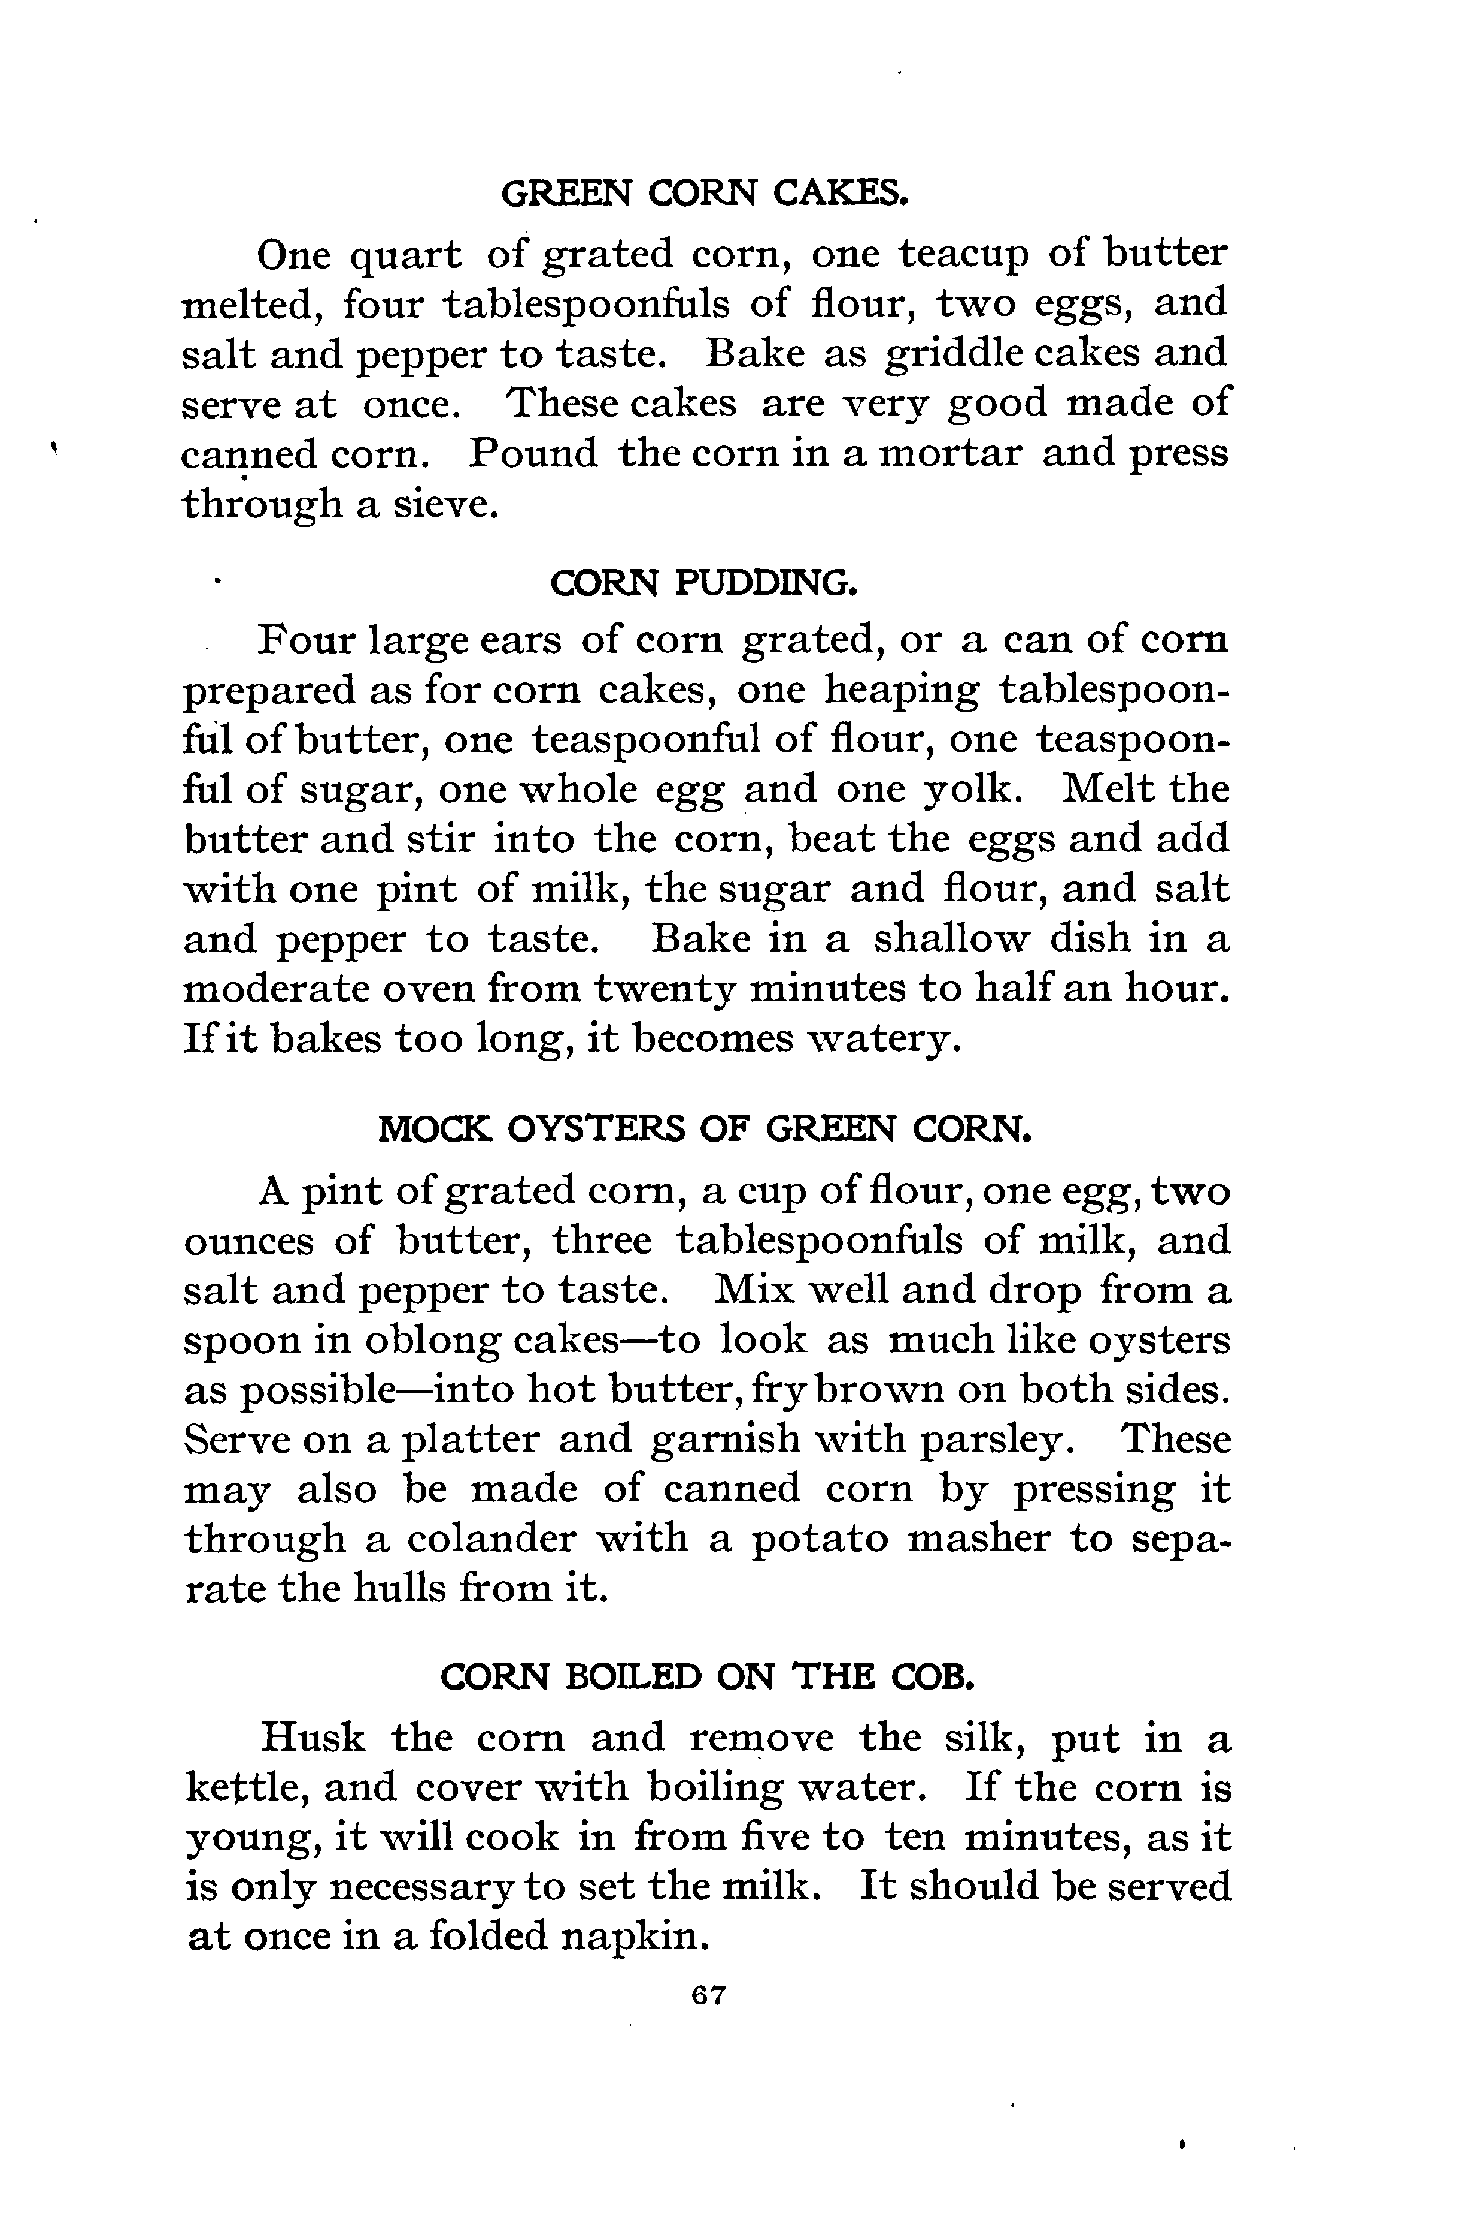 GREEN CORN CAKES.
One quart of grated corn, one teacup of butter
melted, four tablespoonfuls of flour, two eggs, and
salt and pepper to taste. Bake as griddle cakes and
serve at once. These cakes are very good made of
canned corn. Pound the corn in a mortar and press
through a sieve.
CORN PUDDING.
Four large ears of corn grated, or a can of corn
prepared as for corn cakes, one heaping tablespoon-
ful of butter, one teaspoonful of flour, one teaspoon-
ful of sugar, one whole egg and one yolk. Melt the
butter and stir into the corn, beat the eggs and add
with one pint of milk, the sugar and flour, and salt
and pepper to taste. Bake in a shallow dish in a
moderate oven from twenty minutes to half an hour.
If it bakes too long, it becomes watery.
MOCK OYSTERS OF GREEN CORN.
A pint of grated corn, a cup of flour, one egg, two
ounces of butter, three tablespoonfuls of milk, and
salt and pepper to taste. Mix well and drop from a
spoon in oblong cakes—to look as much like oysters
as possible—into hot butter, fry brown on both sides.
Serve on a platter and garnish with parsley. These
may also be made of canned corn by pressing it
through a colander with a potato masher to sepa-
rate the hulls from it.
CORN BOILED ON THE COB.
Husk the corn and remove the silk, put in a
kettle, and cover with boiling water. If the corn is
young, it will cook in from five to ten minutes, as it
is only necessary to set the milk. It should be served
at once in a folded napkin.
67